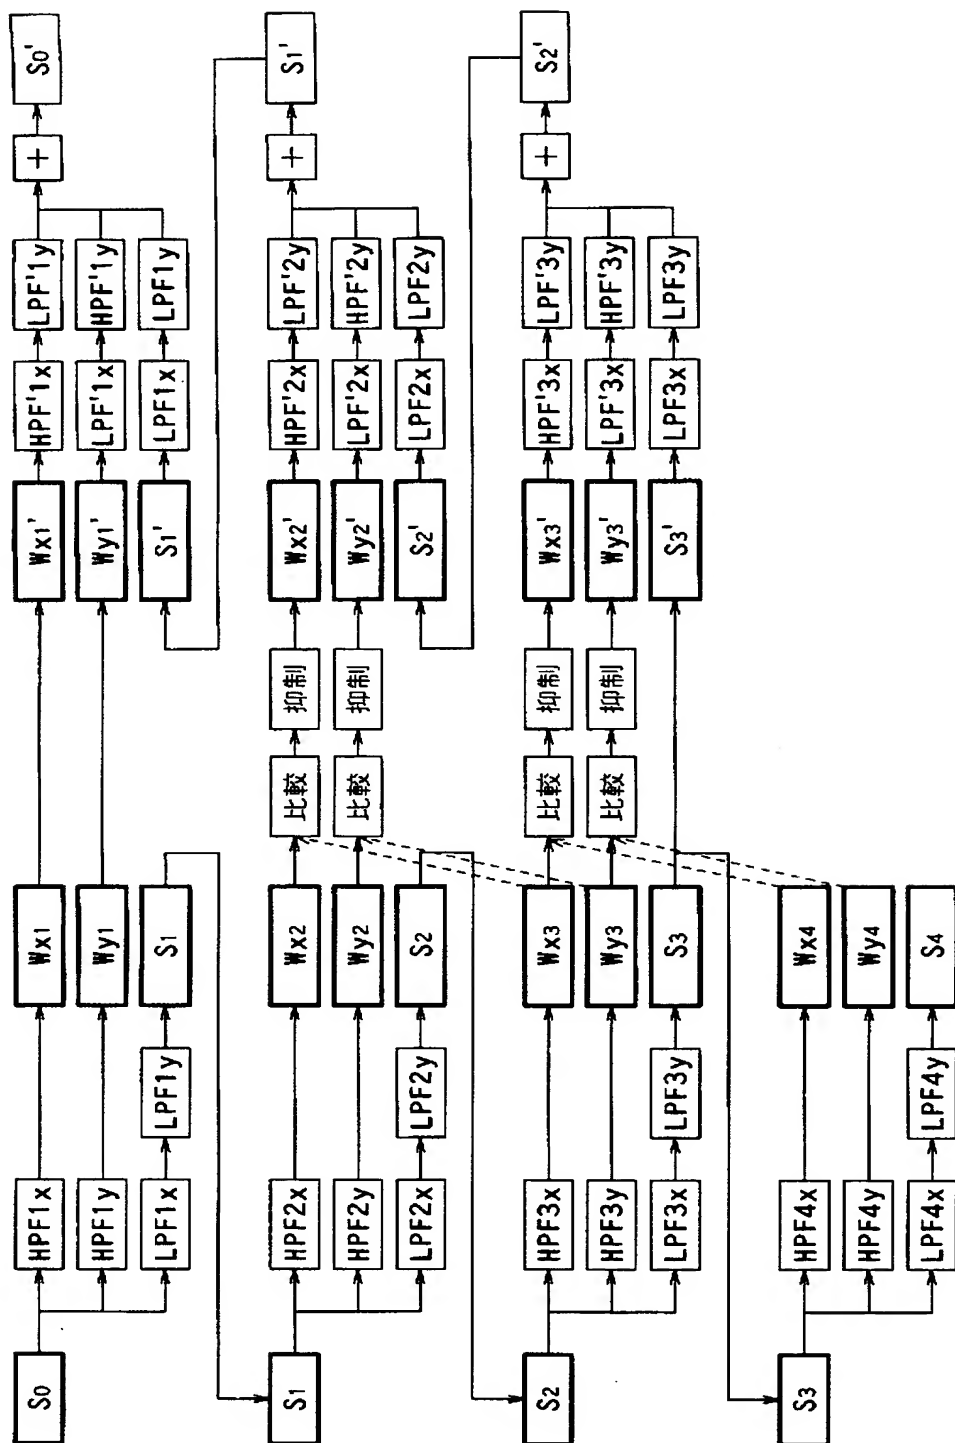 S0
HPF1x
HPF1y
LPF1x
LPF1y
Wx1
Wy1
S1
Wx1'
Wy1'
S1'
HPF'1x
LPF'1x
LPF1x
LPF'1y
HPF'1y
LPF1y
+
S0'
S1
HPF2x
HPF2y
LPF2x
LPF2y
Wx2
Wy2
S2
比較
比較
抑制
抑制
Wx2'
Wy2'
S2'
HPF'2x
LPF'2x
LPF2x
LPF'2y
HPF'2y
LPF2y
+
S1'
S2
HPF3x
HPF3y
LPF3x
LPF3y
Wx3
Wy3
S3
比較
比較
抑制
抑制
Wx3'
Wy3'
S3'
HPF'3x
LPF'3x
LPF3x
LPF'3y
HPF'3y
LPF3y
+
S2'
S3
HPF4x
HPF4y
LPF4x
LPF4y
Wx4
Wy4
S4